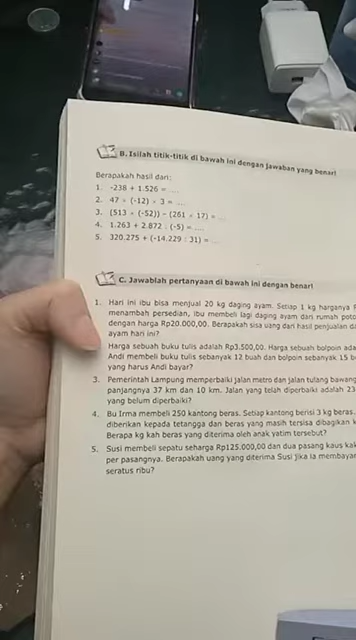 B. Isilah titik-titik di bawah ini dengan jawaban yang benar!
Berapakah hasil dari:
1. -238 + 1.526 = ....
2. 47 × (-12) × 3 = ....
3. (513 × (-52)) – (261 × 17) = ....
4. 1.263 + 2.872 : (-5) = ....
5. 320.275 + (-14.229 : 31) = ....
C. Jawablah pertanyaan di bawah ini dengan benar!
1. Hari ini ibu bisa menjual 20 kg daging ayam. Setiap 1 kg harganya
menambah persedian, ibu membeli lagi daging ayam dari rumah
dengan harga Rp20.000,00. Berapakah sisa uang dari hasil penjualan
ayam hari ini?
Harga sebuah buku tulis adalah Rp3.500,00. Harga sebuah bolpoin
Andi membeli buku tulis sebanyak 12 buah dan bolpoin sebanyak 15
yang harus Andi bayar?
3. Pemerintah Lampung memperbaiki jalan metro dan jalan tulang bawang
panjangnya 37 km dan 10 km. Jalan yang telah diperbaiki adalah 23
yang belum diperbaiki?
4. Bu Irma membeli 250 kantong beras. Setiap kantong berisi 3 kg beras.
diberikan kepada tetangga dan beras yang masih tersisa dibagikan
Berapa kg kah beras yang diterima oleh anak yatim tersebut?
5. Susi membeli sepatu seharga Rp125.000,00 dan dua pasang kaus
per pasangnya. Berapakah uang yang diterima Susi jika ia membayar
seratus ribu?